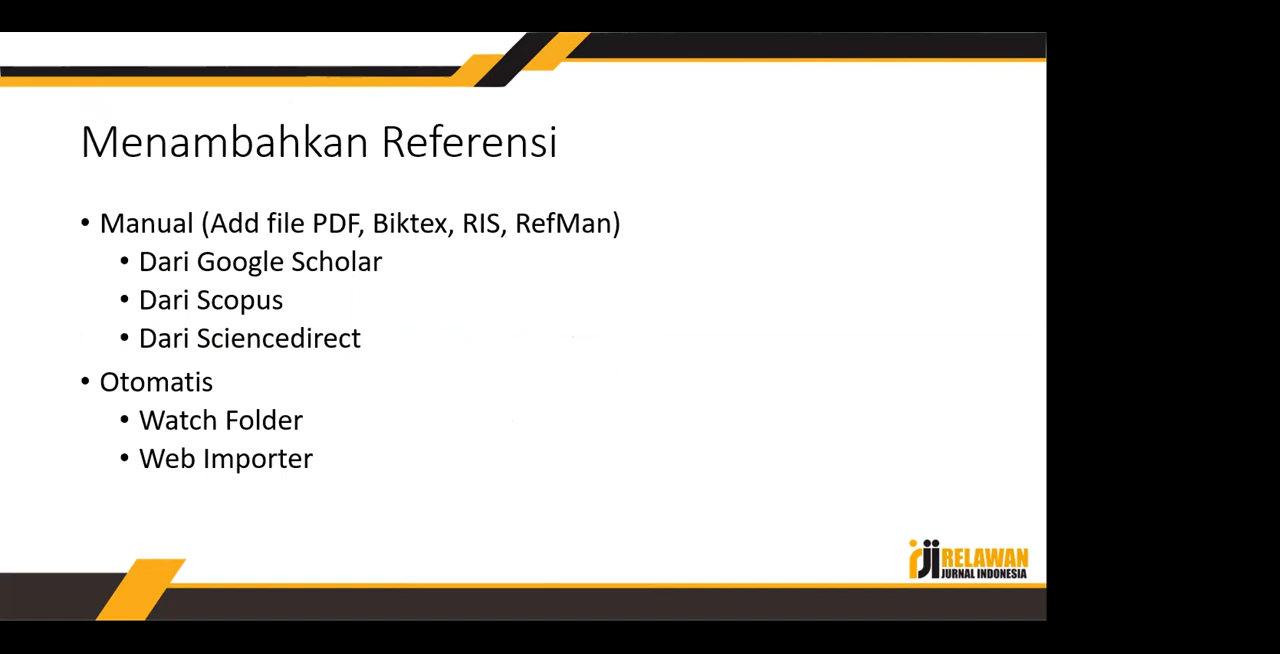 Menambahkan Referensi
• Manual (Add file PDF, Biktex, RIS, RefMan)
• Dari Google Scholar
• Dari Scopus
• Dari Sciencedirect
• Otomatis
• Watch Folder
• Web Importer
rji RELAWAN
JURNAL INDONESIA